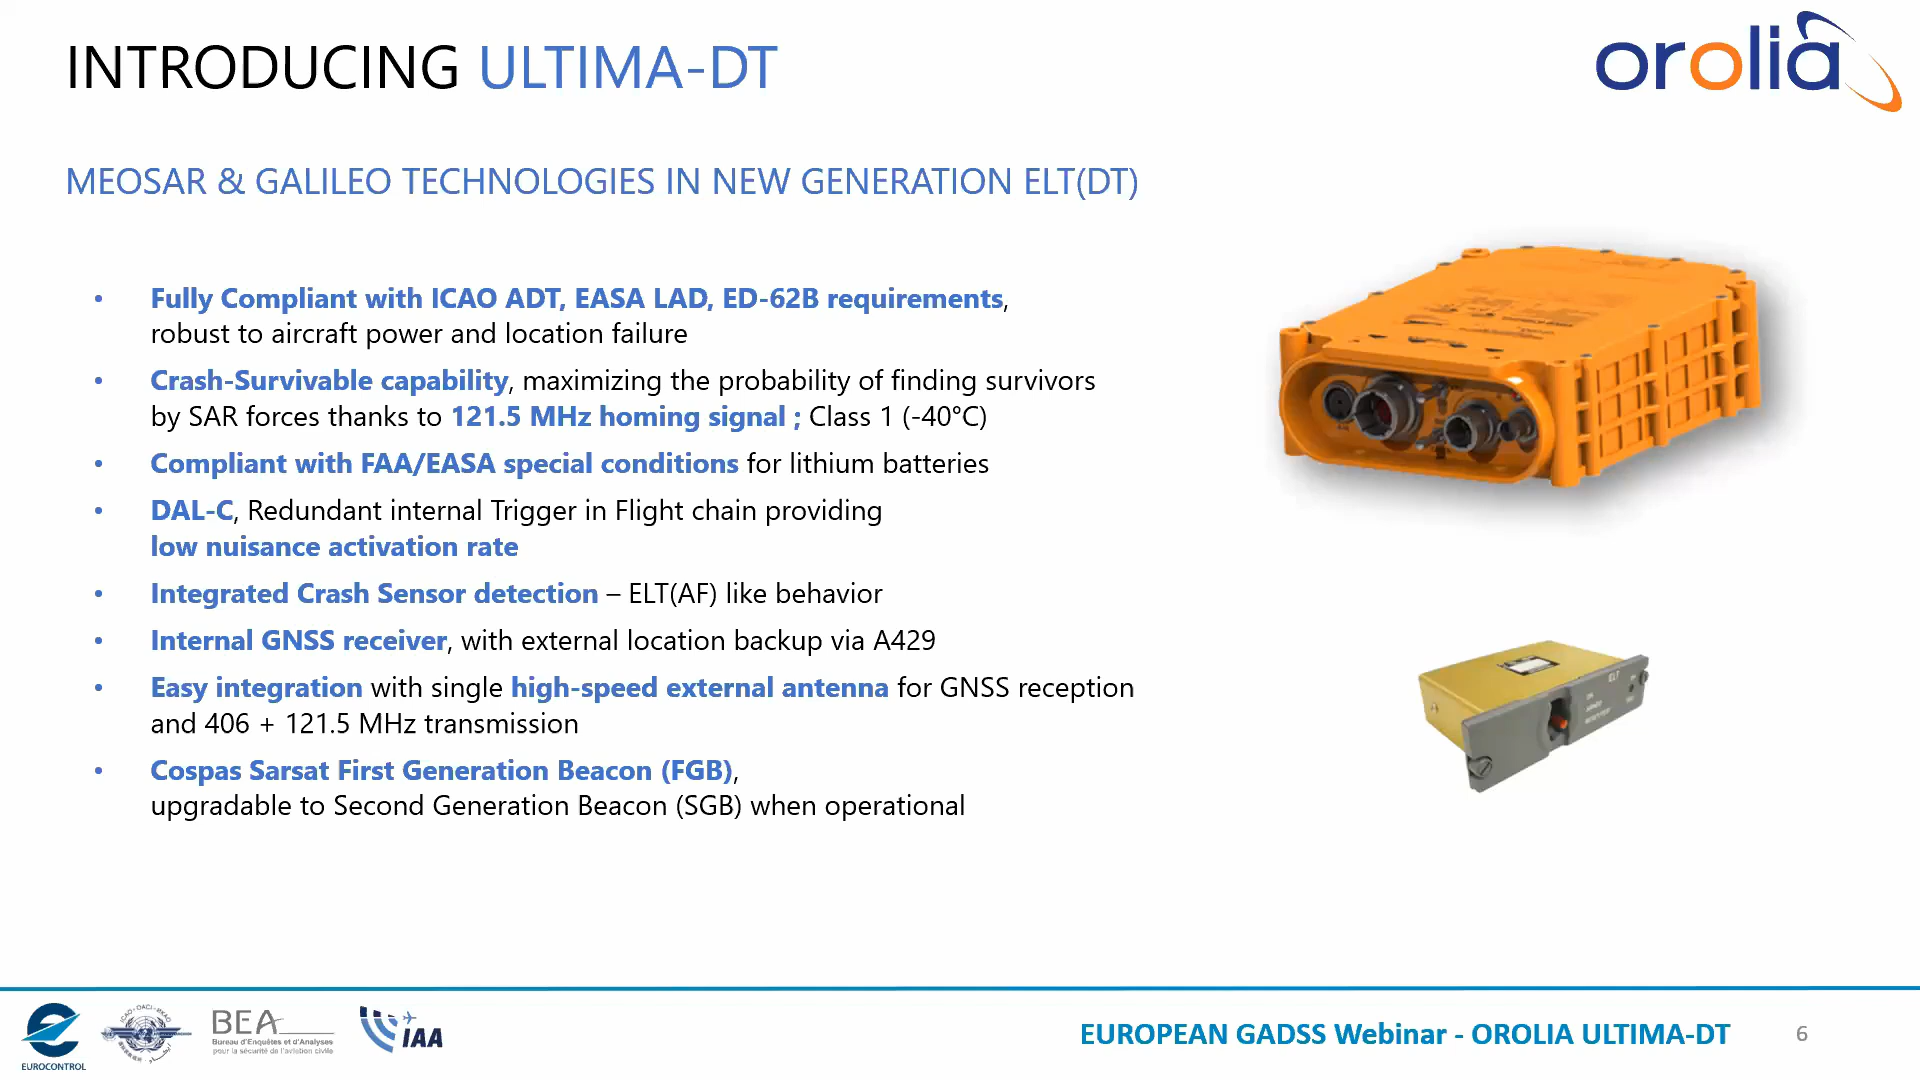 INTRODUCING ULTIMA-DT
orolia
MEOSAR & GALILEO TECHNOLOGIES IN NEW GENERATION ELT(DT)
• Fully Compliant with ICAO ADT, EASA LAD, ED-62B requirements,
robust to aircraft power and location failure
• Crash-Survivable capability, maximizing the probability of finding survivors
by SAR forces thanks to 121.5 MHz homing signal ; Class 1 (-40°C)
• Compliant with FAA/EASA special conditions for lithium batteries
• DAL-C, Redundant internal Trigger in Flight chain providing
low nuisance activation rate
• Integrated Crash Sensor detection – ELT(AF) like behavior
• Internal GNSS receiver, with external location backup via A429
• Easy integration with single high-speed external antenna for GNSS reception
and 406 + 121.5 MHz transmission
• Cospas Sarsat First Generation Beacon (FGB),
upgradable to Second Generation Beacon (SGB) when operational
ELT
ON
EUROCONTROL
BEA
Bureau d'Enquêtes et d'Analyses
pour la sécurité de l'aviation civile
IAA
EUROPEAN GADSS Webinar - OROLIA ULTIMA-DT
6